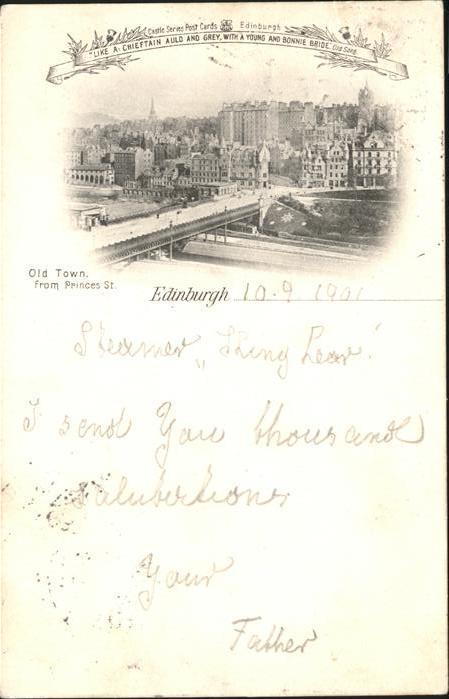 Castle Series Post Cards Edinburgh
"LIKE A CHIEFTAIN AULD AND GREY, WITH A YOUNG AND BONNIE BRIDE" Old Song.
Old Town.
from Princes St.
Edinburgh 10.9.1901
Steamer „King Lear"
I send You thousand
salutertions
Your
Father